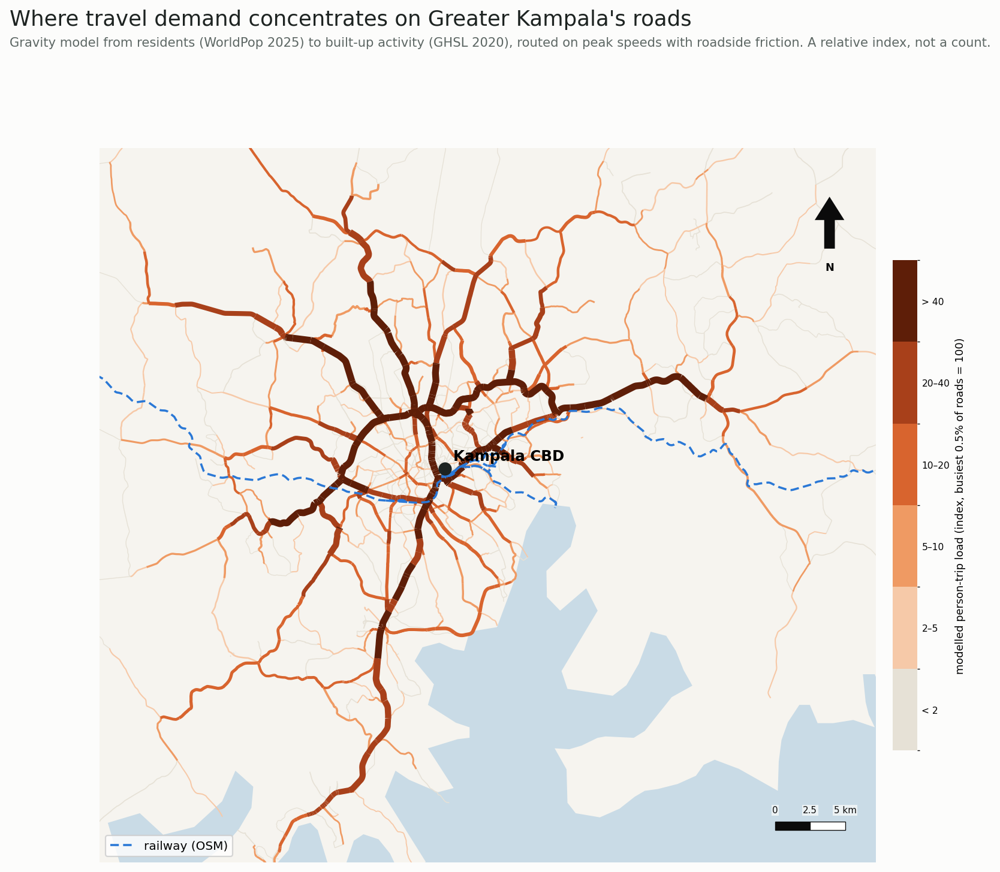 Where travel demand concentrates on Greater Kampala's roads
Gravity model from residents (WorldPop 2025) to built-up activity (GHSL 2020), routed on peak speeds with roadside friction. A relative index, not a count.
N
Kampala CBD
> 40
20–40
10–20
5–10
2–5
< 2
modelled person-trip load (index, busiest 0.5% of roads = 100)
0 2.5 5 km
railway (OSM)